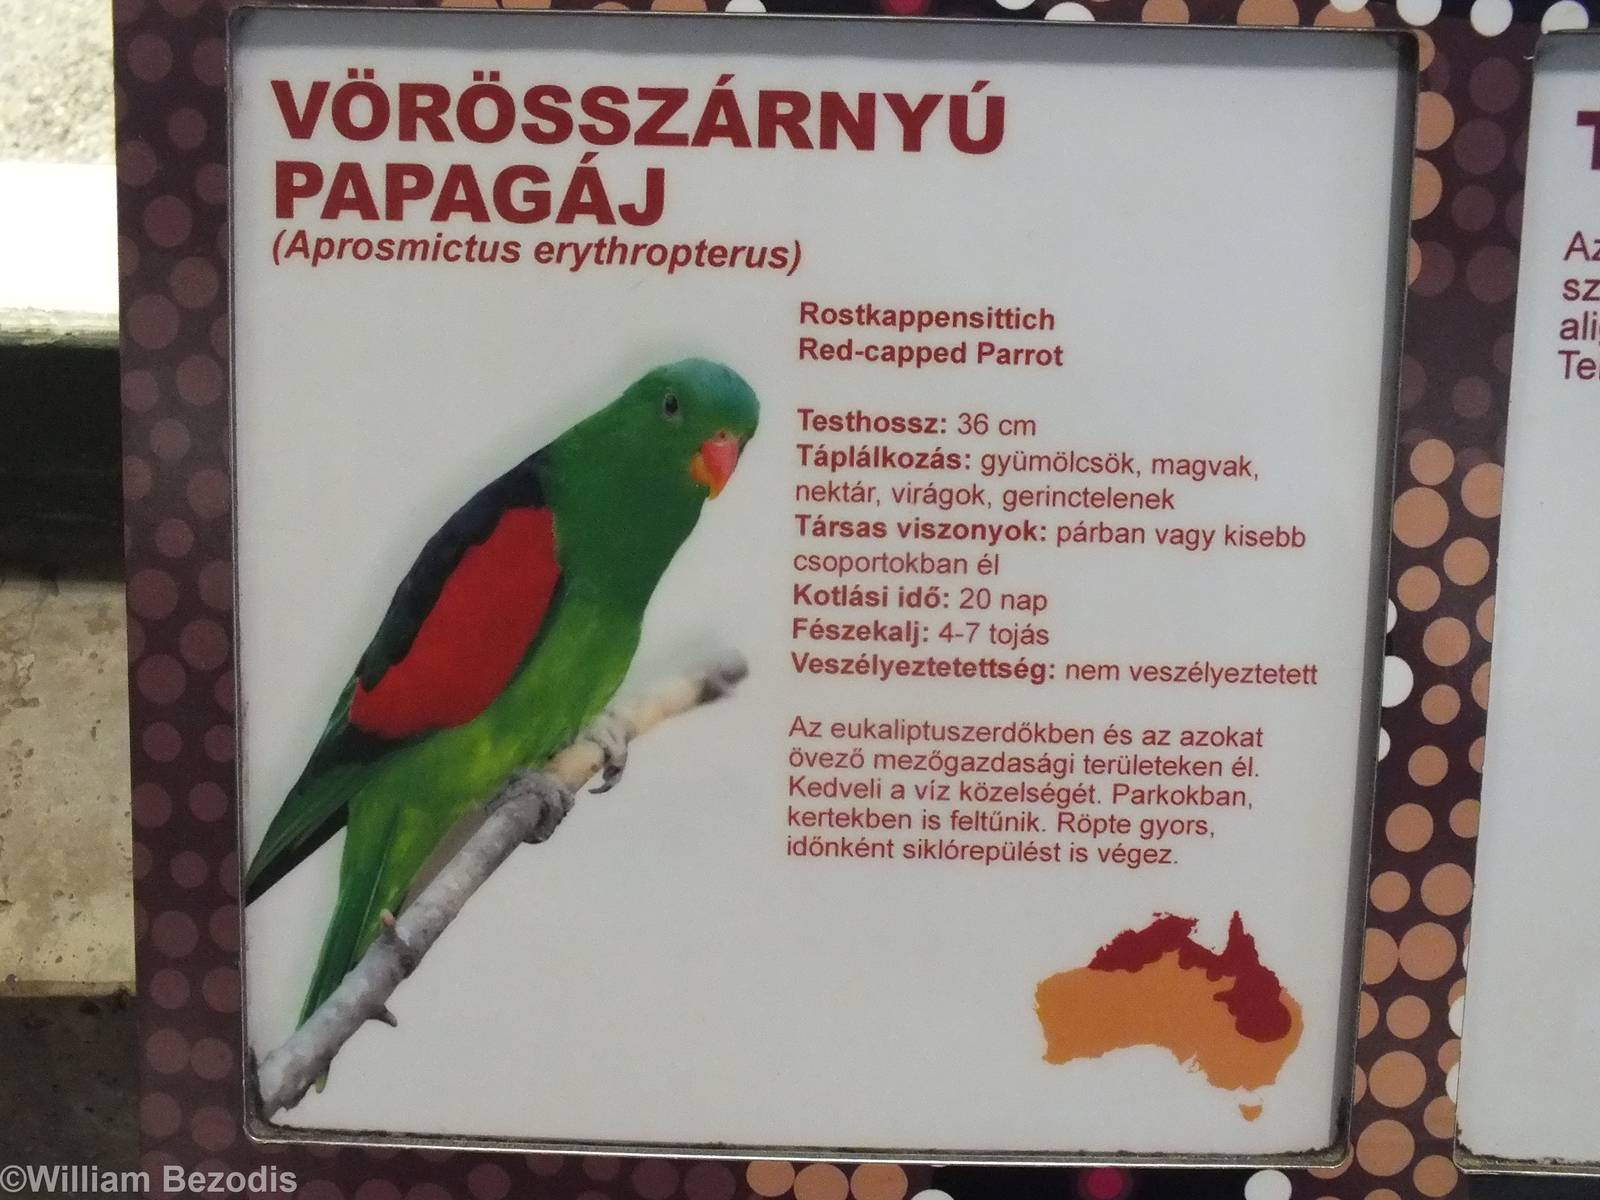 VÖRÖSSZÁRNYÚ
PAPAGÁJ
(Aprosmictus erythropterus)
Rostkappensittich
Red-capped Parrot
Testhossz: 36 cm
Táplálkozás: gyümölcsök, magvak,
nektár, virágok, gerinctelenek
Társas viszonyok: párban vagy kisebb
csoportokban él
Kotlási idő: 20 nap
Fészekalj: 4-7 tojás
Veszélyeztetettség: nem veszélyeztetett
Az eukaliptuszerdőkben és az azokat
övező mezőgazdasági területeken él.
Kedveli a víz közelségét. Parkokban,
kertekben is feltűnik. Röpte gyors,
időnként siklórepülést is végez.
Az
©William Bezodis